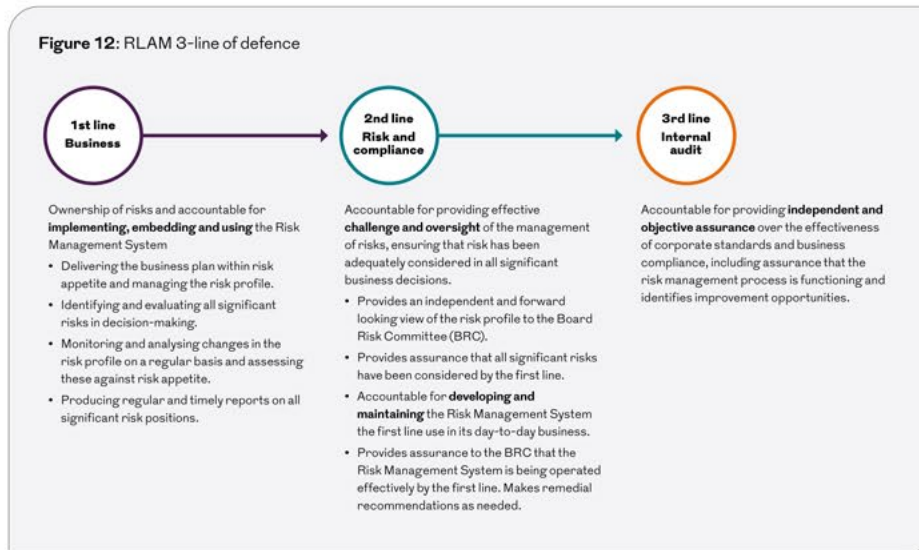 Figure 12: RLAM 3-line of defence
1st line
Business
2nd line
Risk and
compliance
3rd line
Internal
audit
Ownership of risks and accountable for
implementing, embedding and using the Risk
Management System
• Delivering the business plan within risk
appetite and managing the risk profile.
• Identifying and evaluating all significant
risks in decision-making.
• Monitoring and analysing changes in the
risk profile on a regular basis and assessing
these against risk appetite.
• Producing regular and timely reports on all
significant risk positions.
Accountable for providing effective
challenge and oversight of the management
of risks, ensuring that risk has been
adequately considered in all significant
business decisions.
• Provides an independent and forward
looking view of the risk profile to the Board
Risk Committee (BRC).
• Provides assurance that all significant risks
have been considered by the first line.
• Accountable for developing and
maintaining the Risk Management System
the first line use in its day-to-day business.
• Provides assurance to the BRC that the
Risk Management System is being operated
effectively by the first line. Makes remedial
recommendations as needed.
Accountable for providing independent and
objective assurance over the effectiveness
of corporate standards and business
compliance, including assurance that the
risk management process is functioning and
identifies improvement opportunities.